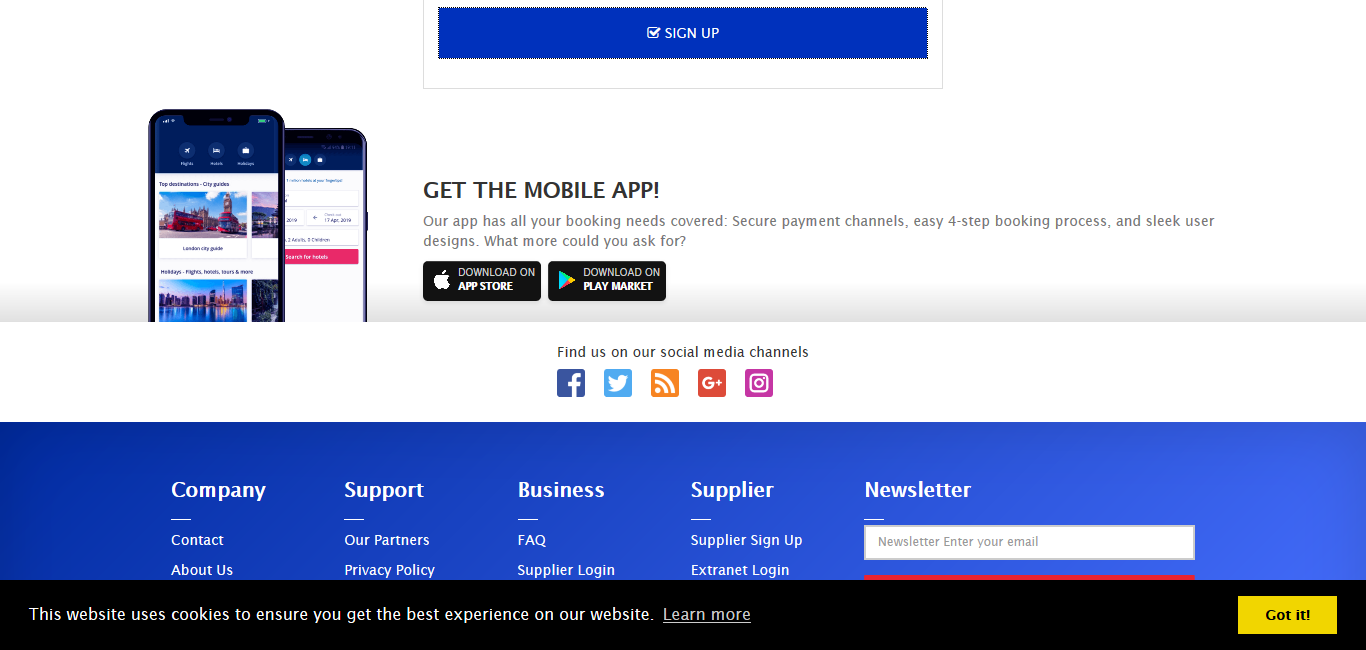 SIGN UP
Flights Hotels Holidays
Top destinations - City guides
London city guide
Holidays - Flights, hotels, tours & more
2019
17 Apr, 2019
2 Adults, 0 Children
Search for hotels
GET THE MOBILE APP!
Our app has all your booking needs covered: Secure payment channels, easy 4-step booking process, and sleek user
designs. What more could you ask for?
DOWNLOAD ON
APP STORE
DOWNLOAD ON
PLAY MARKET
Find us on our social media channels
Company Support Business Supplier Newsletter
Contact Our Partners FAQ Supplier Sign Up Newsletter Enter your email
About Us Privacy Policy Supplier Login Extranet Login
This website uses cookies to ensure you get the best experience on our website. Learn more
Got it!